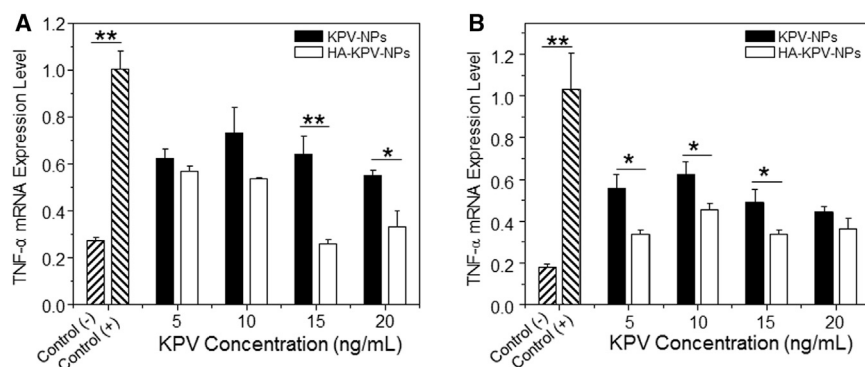 A
TNF-α mRNA Expression Level
1.2
1.0
0.8
0.6
0.4
0.2
0.0
**
KPV-NPs
HA-KPV-NPs
**
*
Control (-)
Control (+)
5
10
15
20
KPV Concentration (ng/mL)
B
TNF-α mRNA Expression Level
1.2
1.0
0.8
0.6
0.4
0.2
0.0
**
KPV-NPs
HA-KPV-NPs
*
*
*
Control (-)
Control (+)
5
10
15
20
KPV Concentration (ng/mL)